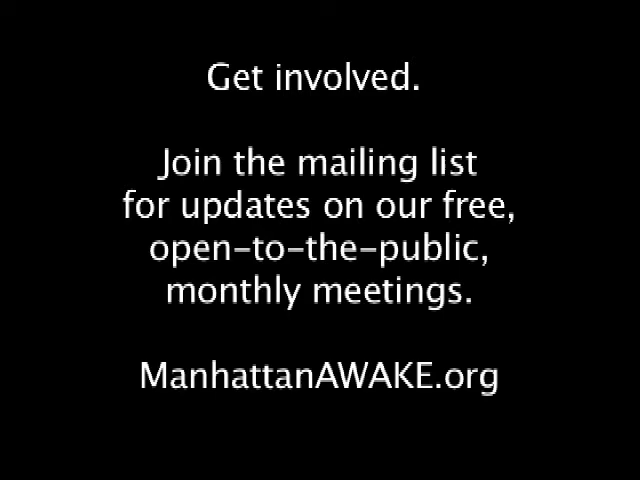 Get involved.
Join the mailing list
for updates on our free,
open-to-the-public,
monthly meetings.
ManhattanAWAKE.org